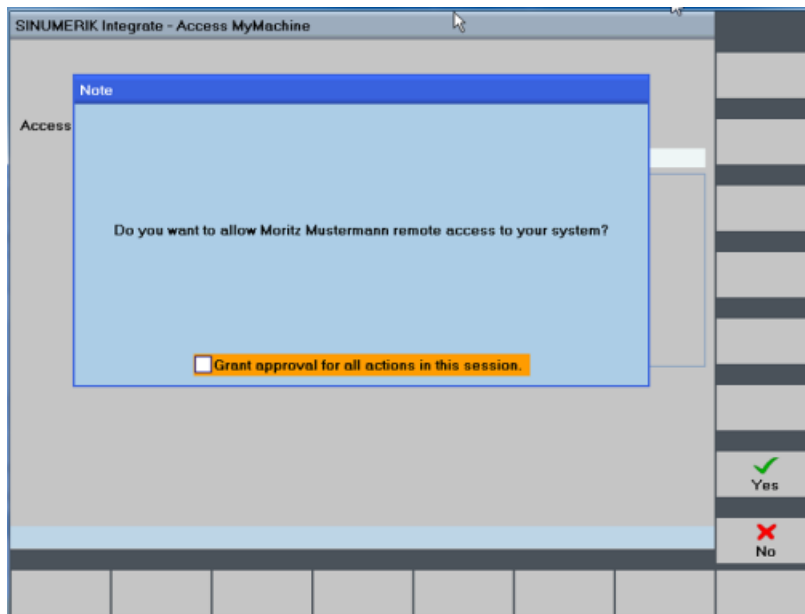 SINUMERIK Integrate - Access MyMachine
Note
Access
Do you want to allow Moritz Mustermann remote access to your system?
Grant approval for all actions in this session.
Yes
No